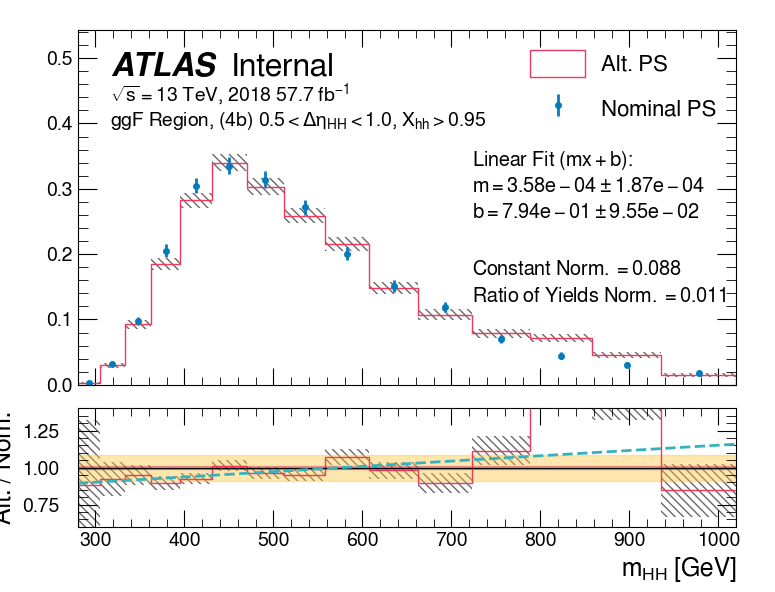 ATLAS Internal
√s = 13 TeV, 2018 57.7 fb⁻¹
ggF Region, (4b) 0.5 < Δη_HH < 1.0, X_hh > 0.95
Alt. PS
Nominal PS
Linear Fit (mx + b):
m = 3.58e − 04 ± 1.87e − 04
b = 7.94e − 01 ± 9.55e − 02
Constant Norm. = 0.088
Ratio of Yields Norm. = 0.011
0.5
0.4
0.3
0.2
0.1
0.0
Alt. / Nom.
1.25
1.00
0.75
300 400 500 600 700 800 900 1000
m_HH [GeV]